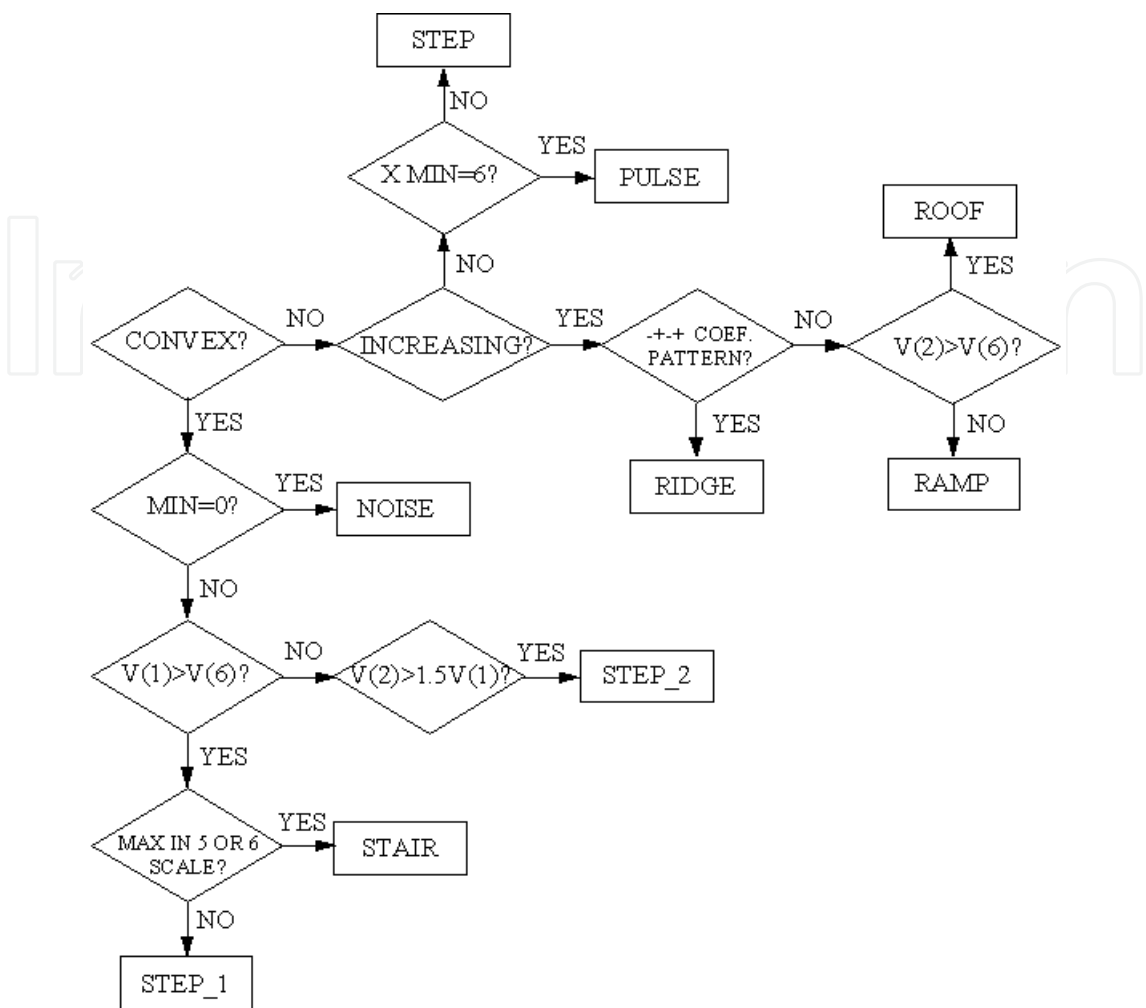 STEP
NO
X MIN=6?
YES
PULSE
NO
ROOF
YES
CONVEX?
NO
INCREASING?
YES
-+-+ COEF.
PATTERN?
NO
V(2)>V(6)?
YES
YES
NO
RIDGE
RAMP
MIN=0?
YES
NOISE
NO
V(1)>V(6)?
NO
V(2)>1.5V(1)?
YES
STEP_2
YES
MAX IN 5 OR 6
SCALE?
YES
STAIR
NO
STEP_1